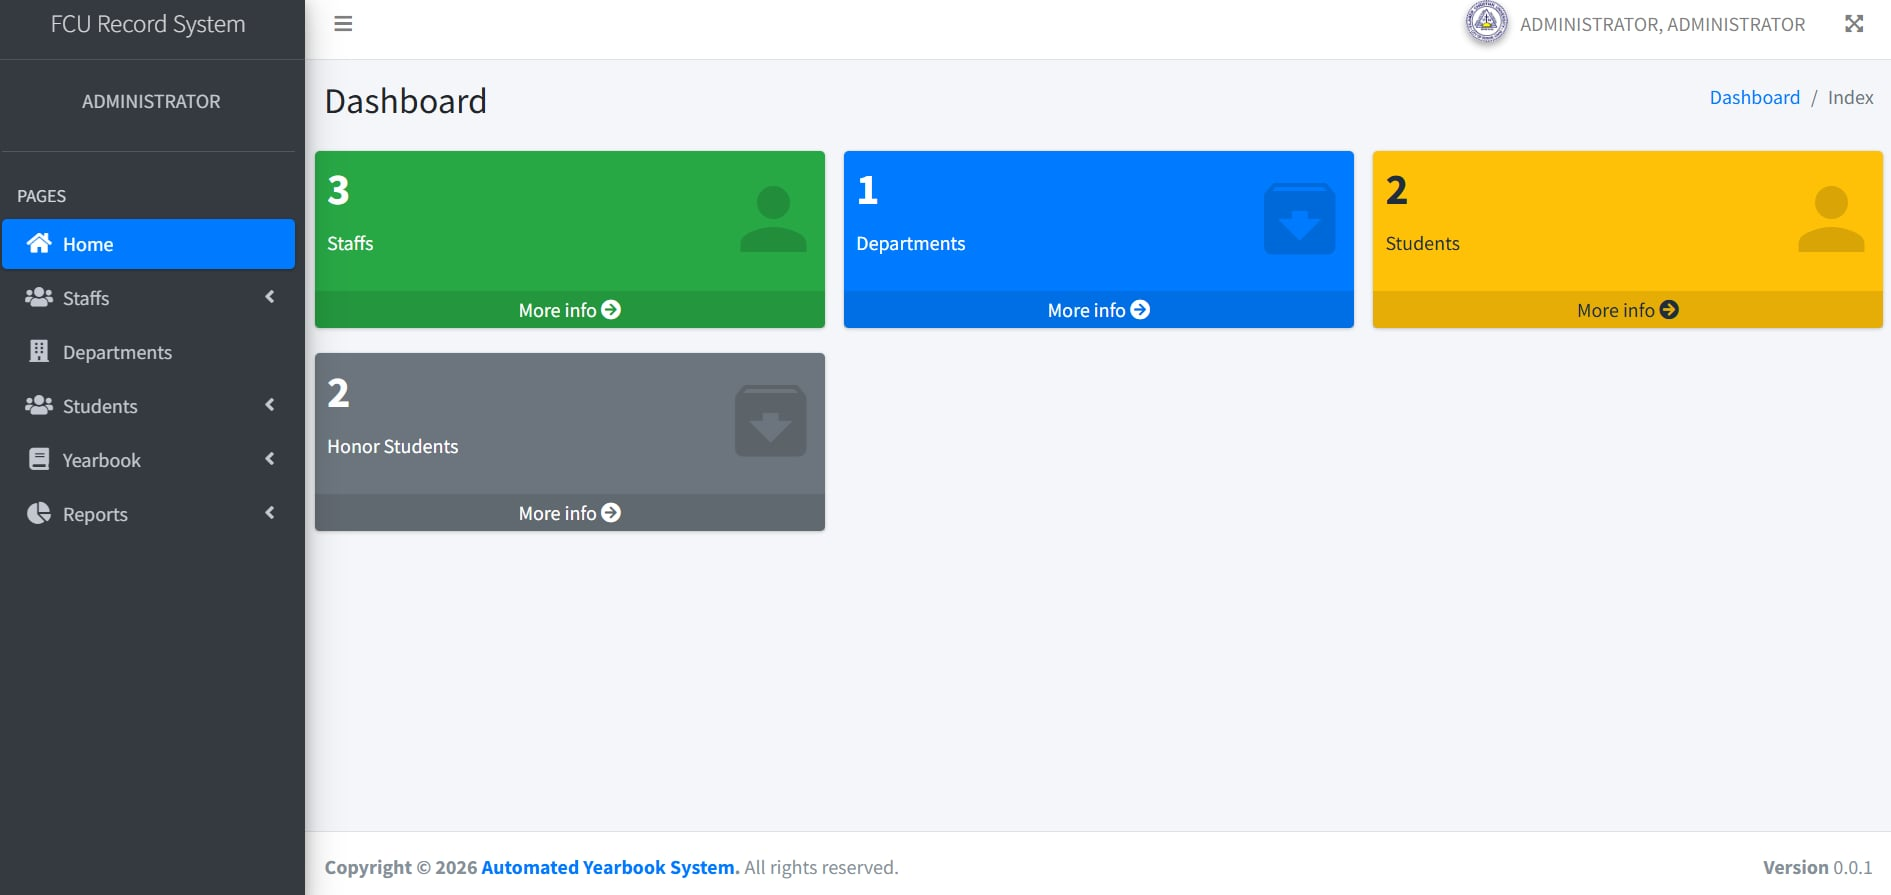 FCU Record System
ADMINISTRATOR, ADMINISTRATOR
ADMINISTRATOR
PAGES
Home
Staffs
Departments
Students
Yearbook
Reports
Dashboard
Dashboard / Index
3
Staffs
More info
1
Departments
More info
2
Students
More info
2
Honor Students
More info
Copyright © 2026 Automated Yearbook System. All rights reserved.
Version 0.0.1